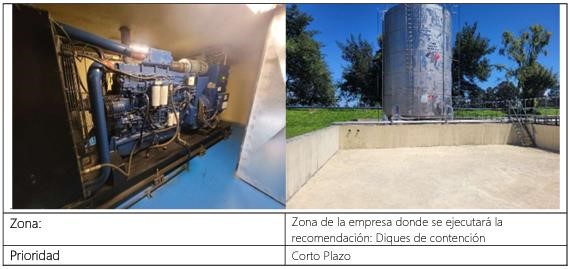 Zona:
Zona de la empresa donde se ejecutará la
recomendación: Diques de contención
Prioridad
Corto Plazo